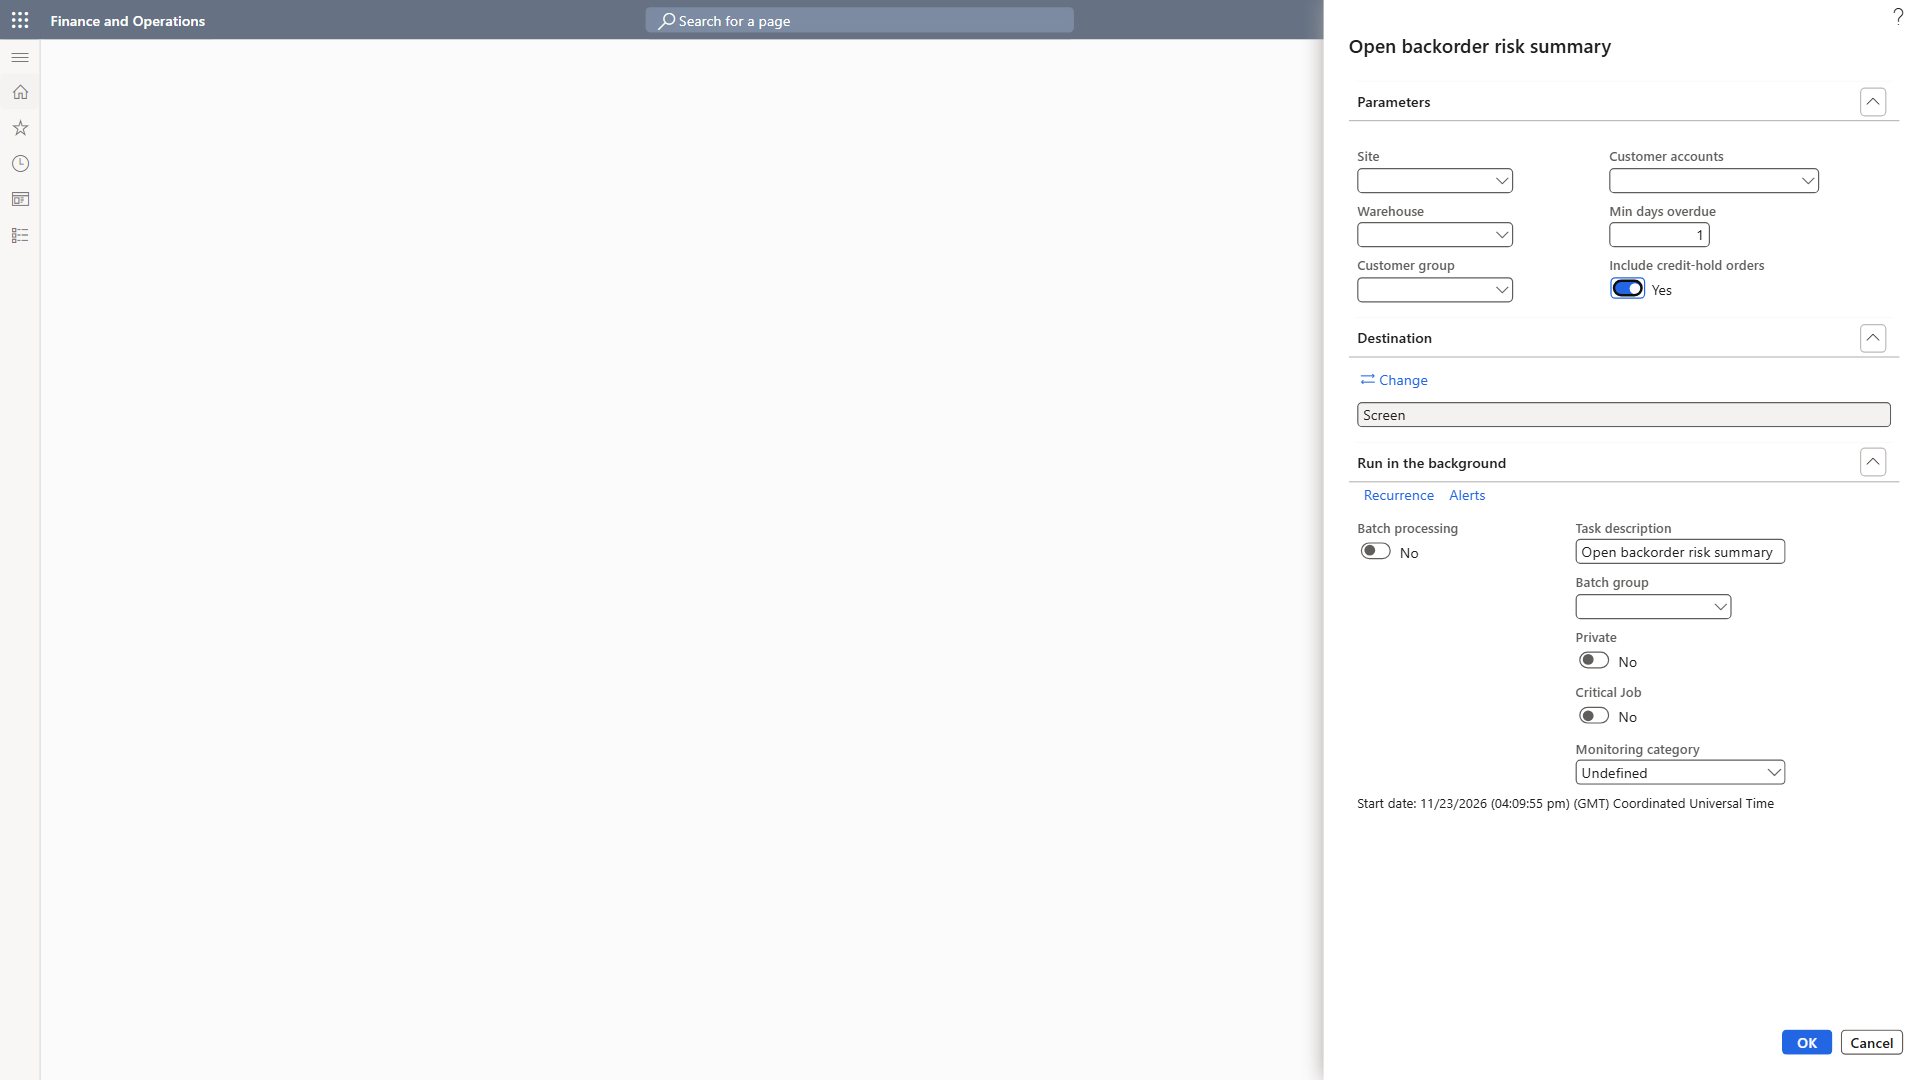 Finance and Operations
Search for a page
?
Open backorder risk summary
Parameters
Site
Customer accounts
Warehouse
Min days overdue
1
Customer group
Include credit-hold orders
Yes
Destination
Change
Screen
Run in the background
Recurrence Alerts
Batch processing
No
Task description
Open backorder risk summary
Batch group
Private
No
Critical Job
No
Monitoring category
Undefined
Start date: 11/23/2026 (04:09:55 pm) (GMT) Coordinated Universal Time
OK Cancel